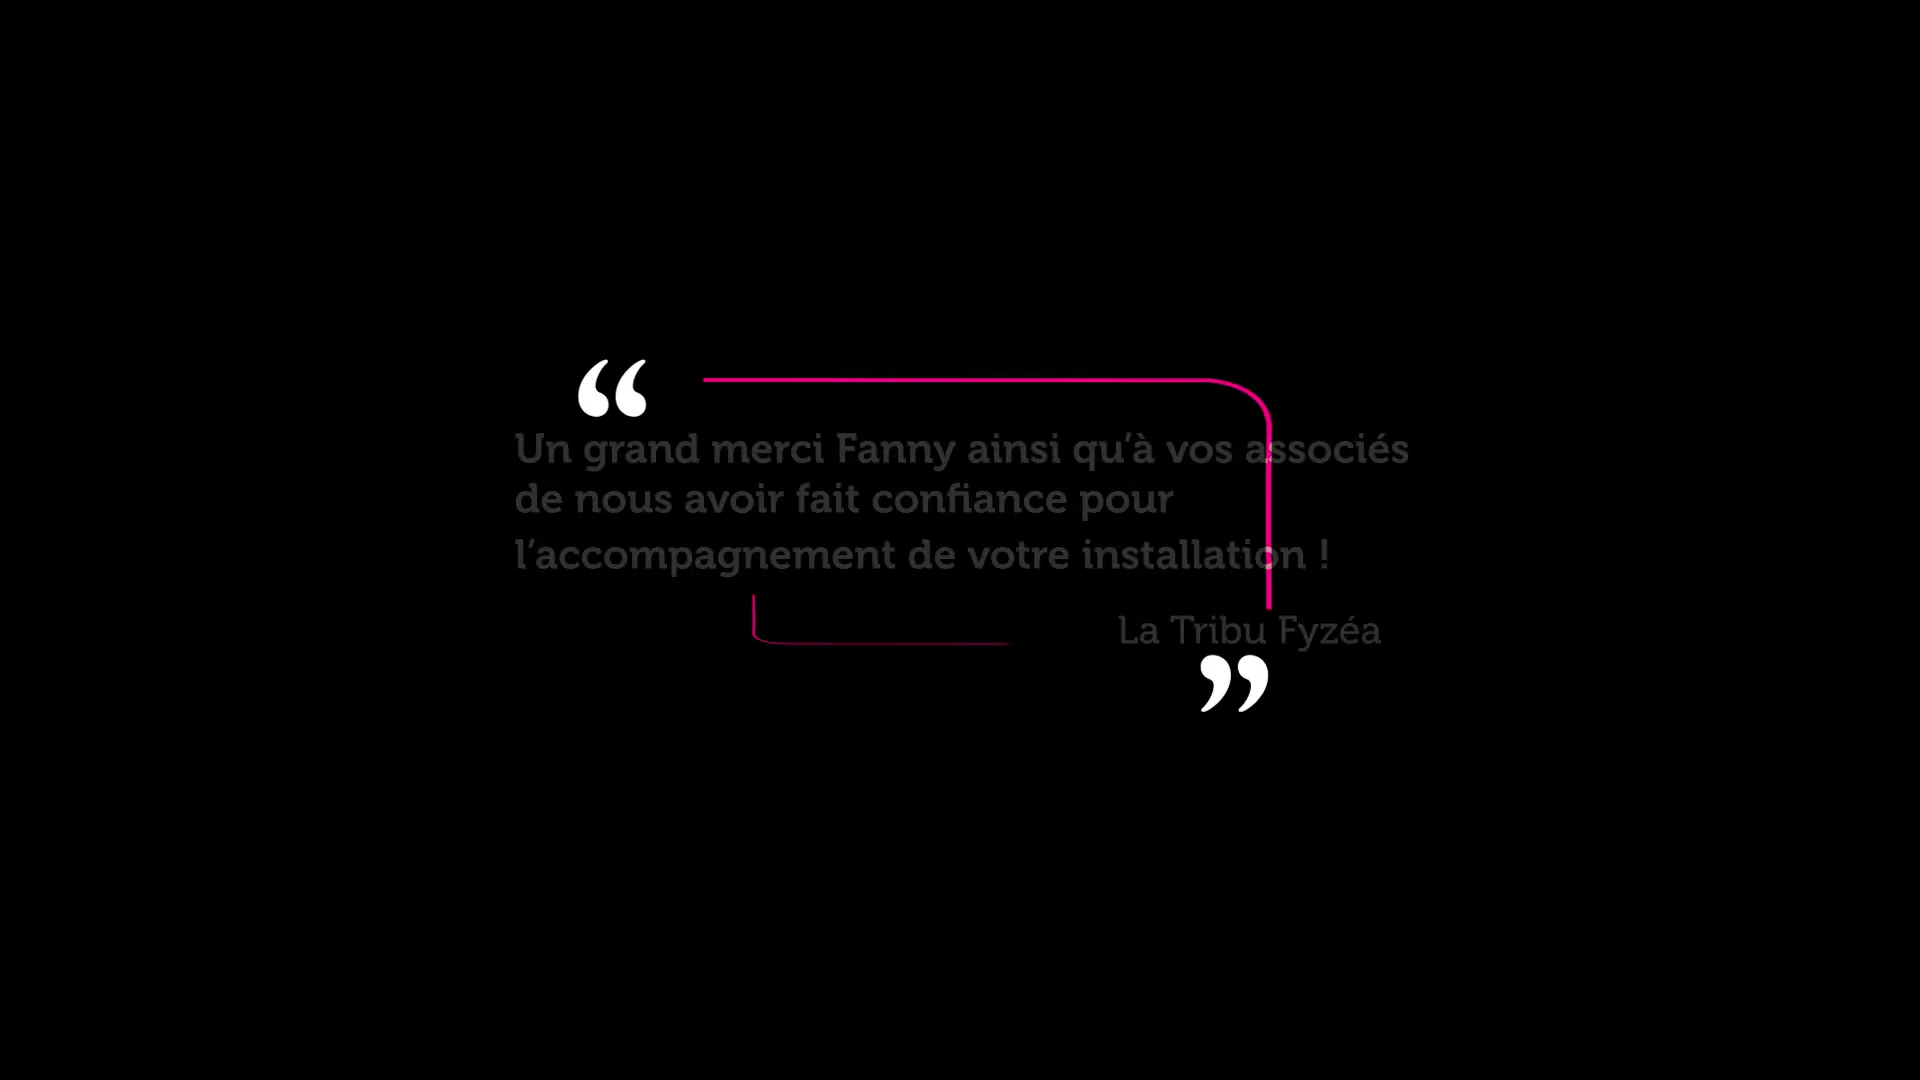 “
Un grand merci Fanny ainsi qu’à vos associés
de nous avoir fait confiance pour
l’accompagnement de votre installation !
La Tribu Fyzéa
”